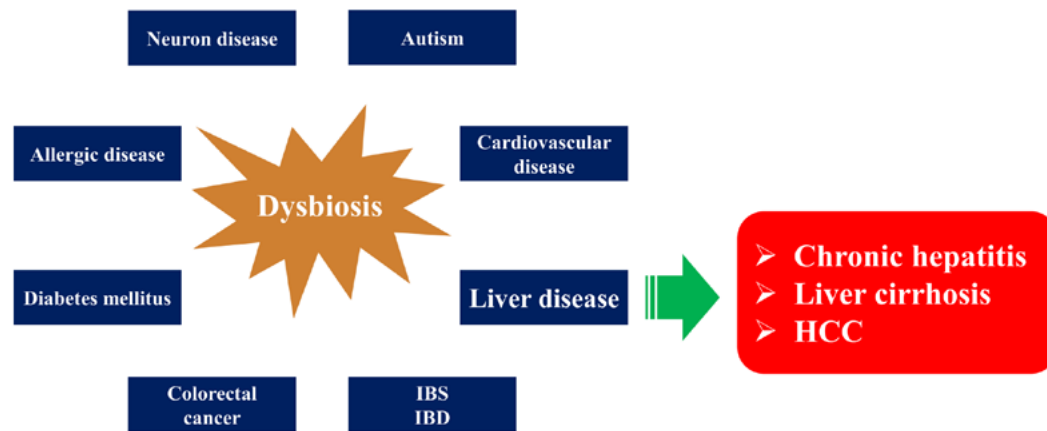 Neuron disease
Autism
Allergic disease
Cardiovascular
disease
Dysbiosis
Diabetes mellitus
Liver disease
Colorectal
cancer
IBS
IBD
➢ Chronic hepatitis
➢ Liver cirrhosis
➢ HCC